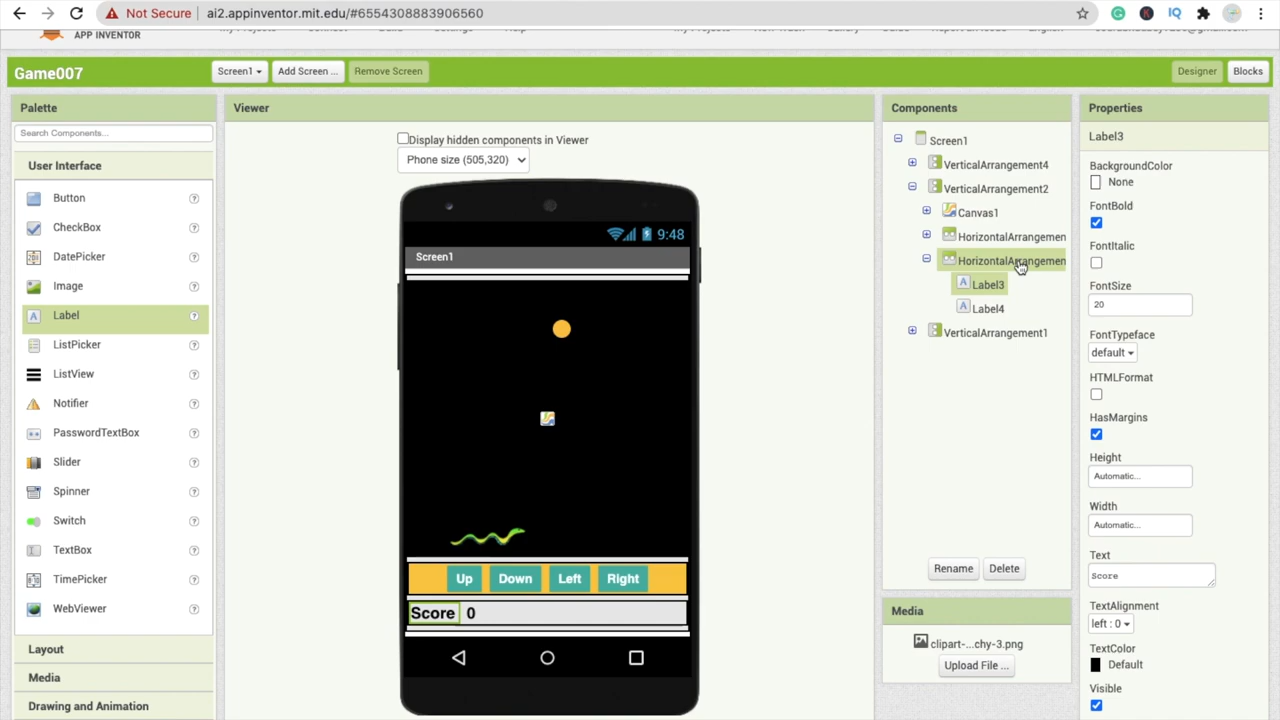 Not Secure
ai2.appinventor.mit.edu/#6554308883906560
APP INVENTOR
Game007
Screen1
Add Screen ...
Remove Screen
Designer
Blocks
Palette
Search Components...
User Interface
Button
CheckBox
DatePicker
Image
Label
ListPicker
ListView
Notifier
PasswordTextBox
Slider
Spinner
Switch
TextBox
TimePicker
WebViewer
Layout
Media
Drawing and Animation
Viewer
Display hidden components in Viewer
Phone size (505,320)
9:48
Screen1
Up
Down
Left
Right
Score
0
Components
Screen1
VerticalArrangement4
VerticalArrangement2
Canvas1
HorizontalArrangemen
HorizontalArrangemen
Label3
Label4
VerticalArrangement1
Rename
Delete
Media
clipart-...chy-3.png
Upload File ...
Properties
Label3
BackgroundColor
None
FontBold
FontItalic
FontSize
20
FontTypeface
default
HTMLFormat
HasMargins
Height
Automatic...
Width
Automatic...
Text
Score
TextAlignment
left : 0
TextColor
Default
Visible